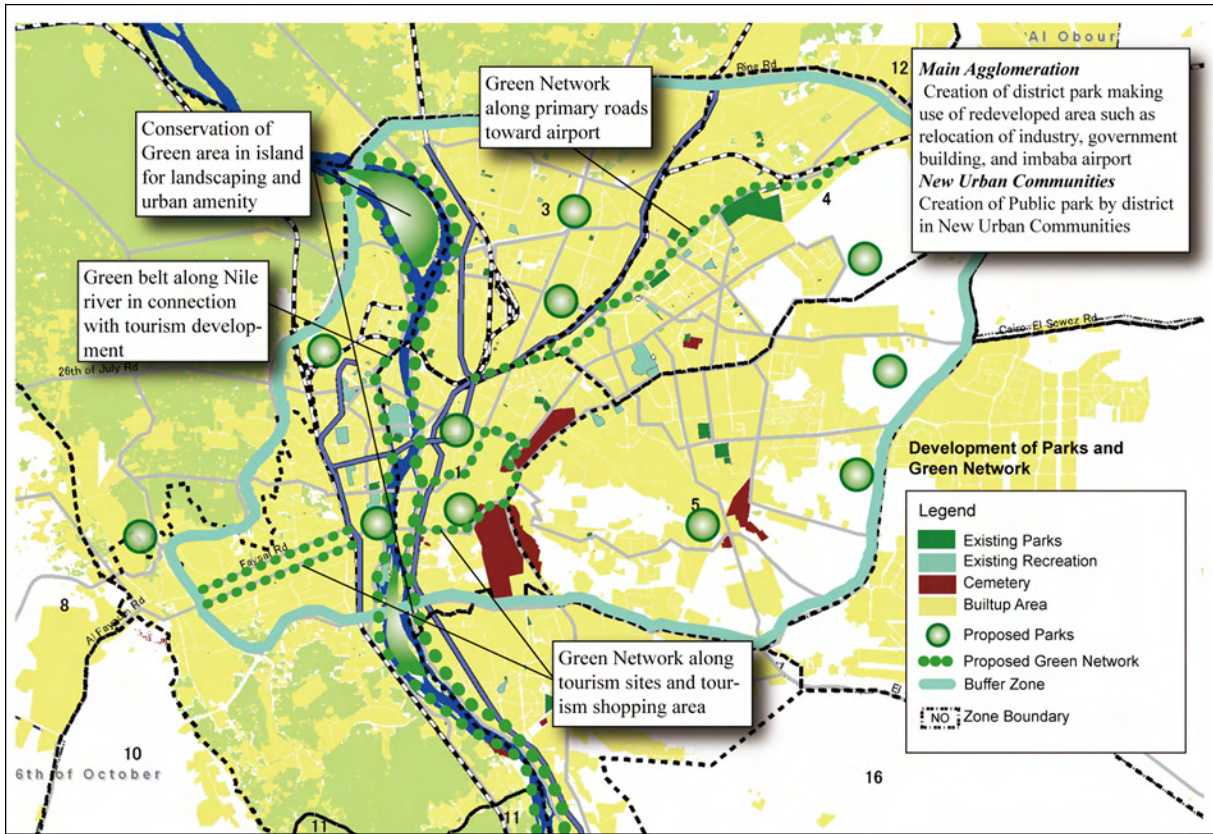 Al Obour
12
Ring Rd
Main Agglomeration
Creation of district park making
use of redeveloped area such as
relocation of industry, government
building, and imbaba airport
New Urban Communities
Creation of Public park by district
in New Urban Communities
Green Network
along primary roads
toward airport
Conservation of
Green area in island
for landscaping and
urban amenity
3
4
Green belt along Nile
river in connection
with tourism develop-
ment
Cairo-El Sewez Rd
26th of July Rd
1
5
Faysal Rd
8
Al Fayoum Rd
Green Network along
tourism sites and tour-
ism shopping area
10
6th of October
11
11
16
Development of Parks and
Green Network
Legend
Existing Parks
Existing Recreation
Cemetery
Builtup Area
Proposed Parks
Proposed Green Network
Buffer Zone
NO Zone Boundary